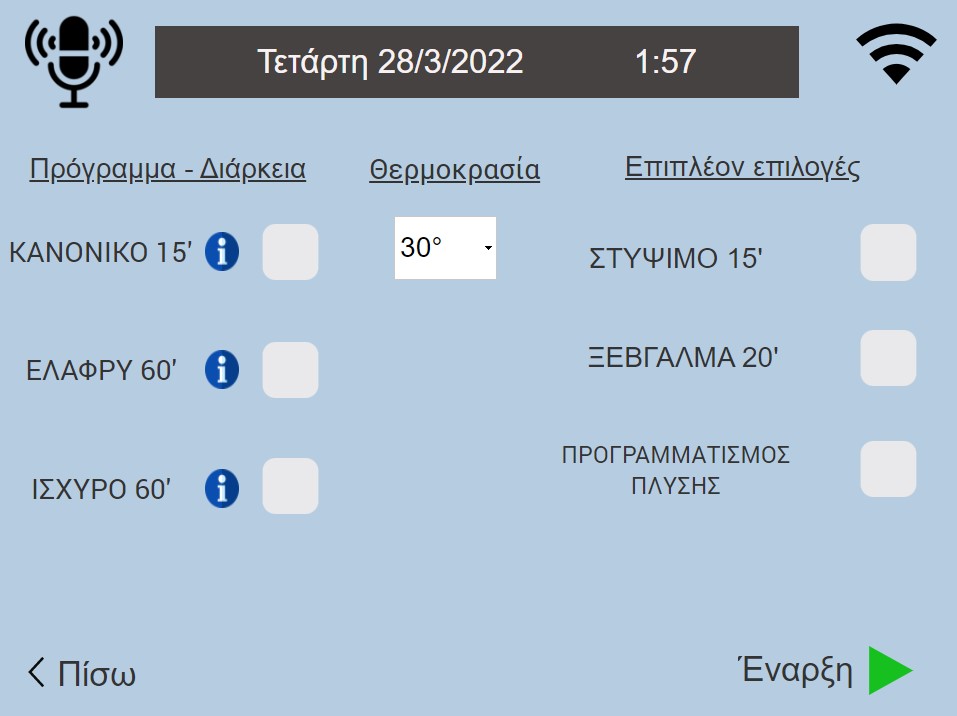 Τετάρτη 28/3/2022 1:57
Πρόγραμμα - Διάρκεια
Θερμοκρασία
Επιπλέον επιλογές
ΚΑΝΟΝΙΚΟ 15'
30°
ΣΤΥΨΙΜΟ 15'
ΕΛΑΦΡΥ 60'
ΞΕΒΓΑΛΜΑ 20'
ΙΣΧΥΡΟ 60'
ΠΡΟΓΡΑΜΜΑΤΙΣΜΟΣ
ΠΛΥΣΗΣ
Πίσω
Έναρξη